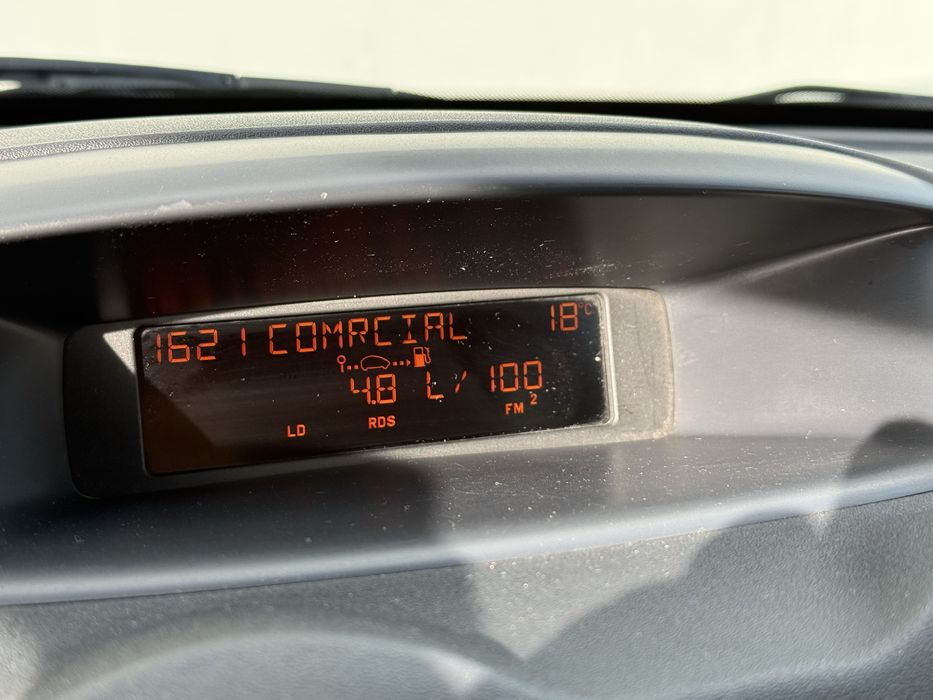 1621 COMRCIAL 18°C
4.8 L/100
LD RDS FM 2